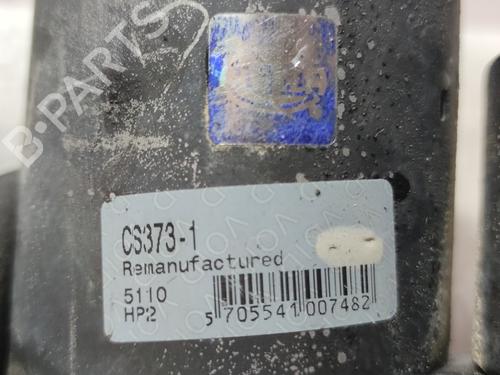 B-PARTS
CS373-1
Remanufactured
5110
HP2
5 705541 007482